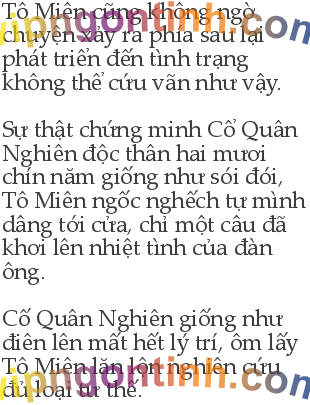 Tô Miên cũng không ngờ
chuyện xảy ra phía sau lại
phát triển đến tình trạng
không thể cứu vãn như vậy.
Sự thật chứng minh Cố Quân
Nghiên độc thân hai mươi
chín năm giống như sói đói,
Tô Miên ngốc nghếch tự mình
dâng tới cửa, chỉ một câu đã
khơi lên nhiệt tình của đàn
ông.
Cố Quân Nghiên giống như
điên lên mất hết lý trí, ôm lấy
Tô Miên lăn lộn nghiên cứu
đủ loại tư thế.
vipngontinh.com
vipngontinh.com